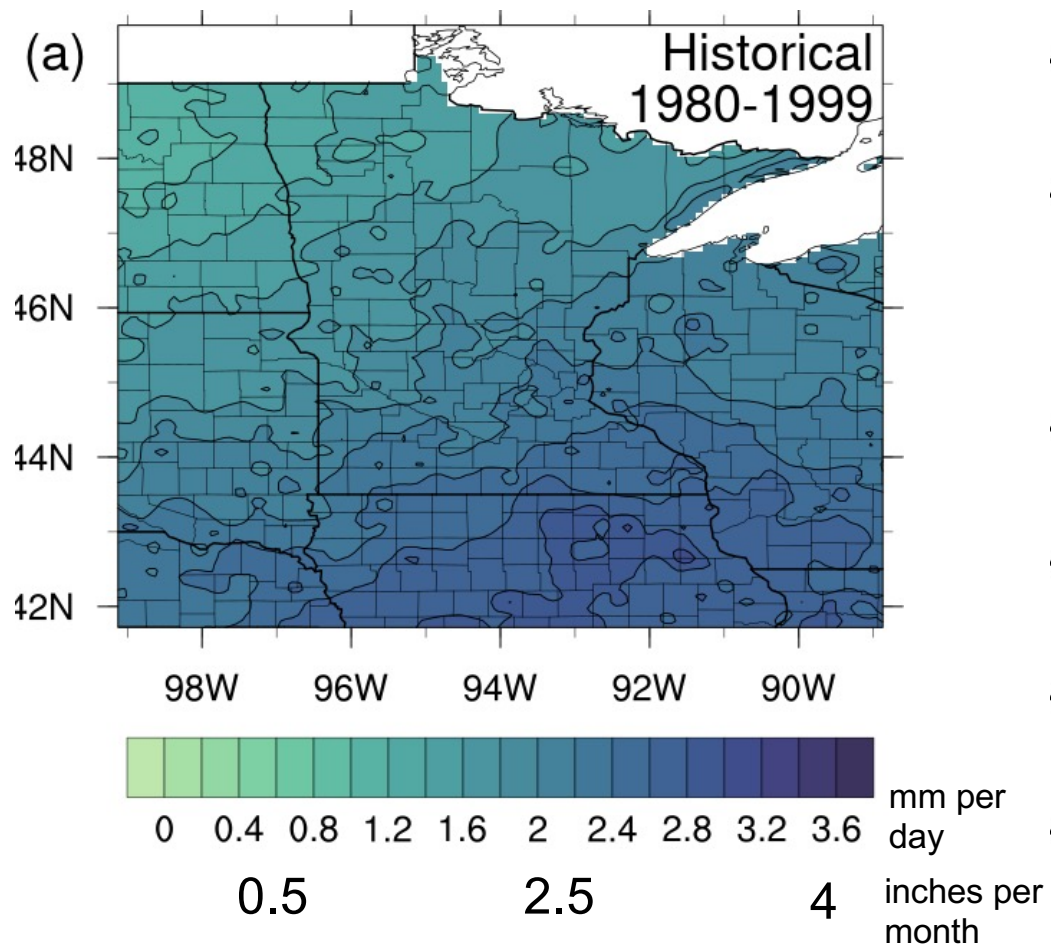 (a)
Historical
1980-1999
48N
46N
44N
42N
98W 96W 94W 92W 90W
0 0.4 0.8 1.2 1.6 2 2.4 2.8 3.2 3.6
mm per
day
0.5 2.5 4
inches per
month